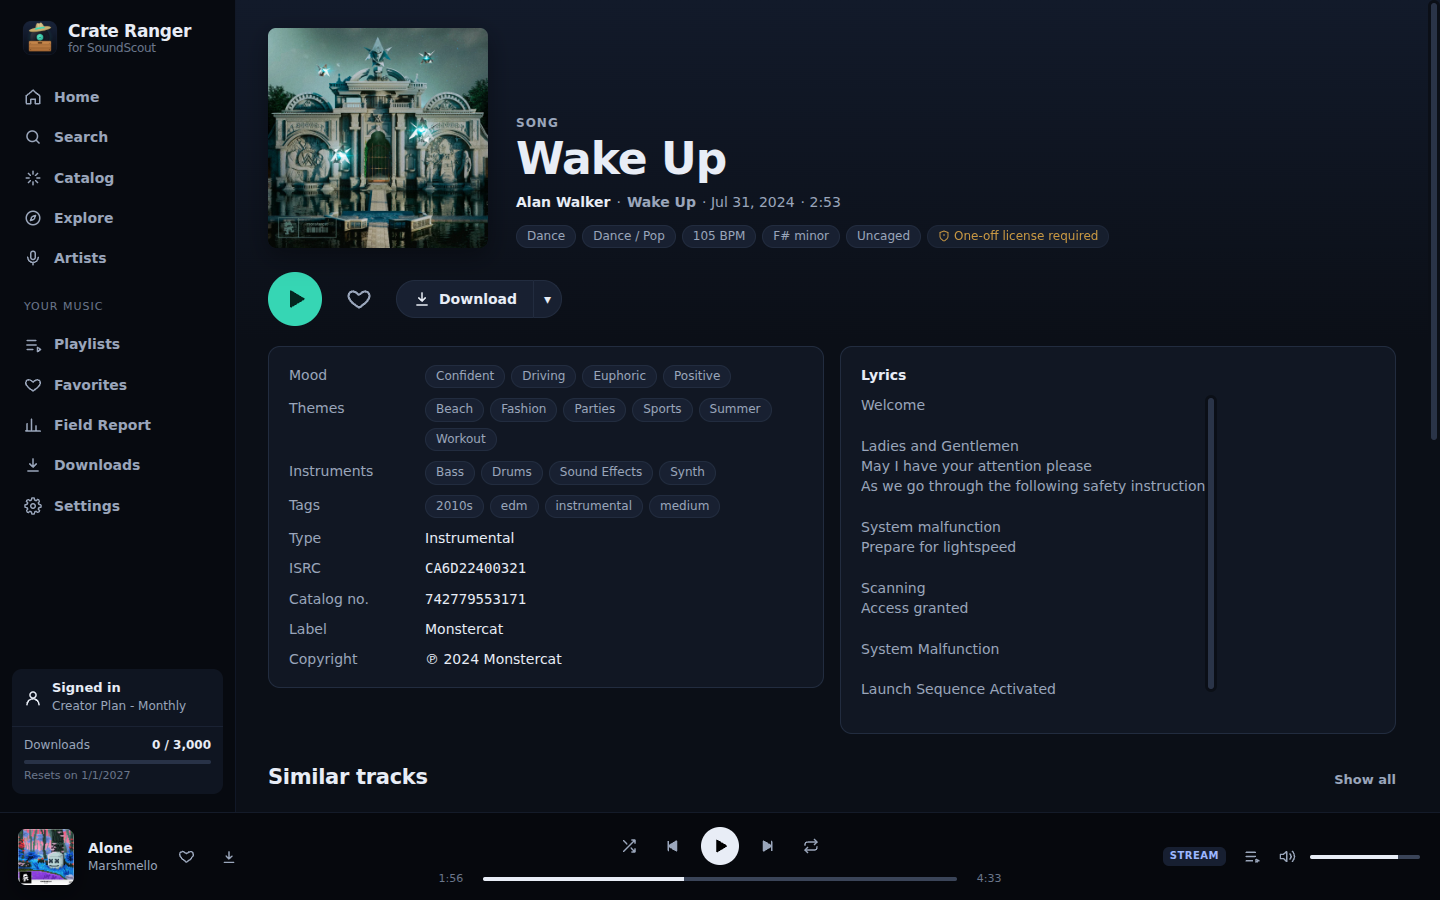 Crate Ranger
for SoundScout
Home
Search
Catalog
Explore
Artists
YOUR MUSIC
Playlists
Favorites
Field Report
Downloads
Settings
Signed in
Creator Plan - Monthly
Downloads 0 / 3,000
Resets on 1/1/2027
SONG
Wake Up
Alan Walker · Wake Up · Jul 31, 2024 · 2:53
Dance Dance / Pop 105 BPM F# minor Uncaged One-off license required
Download ▾
Mood Confident Driving Euphoric Positive
Themes Beach Fashion Parties Sports Summer
Workout
Instruments Bass Drums Sound Effects Synth
Tags 2010s edm instrumental medium
Type Instrumental
ISRC CA6D22400321
Catalog no. 742779553171
Label Monstercat
Copyright ℗ 2024 Monstercat
Lyrics
Welcome
Ladies and Gentlemen
May I have your attention please
As we go through the following safety instruction
System malfunction
Prepare for lightspeed
Scanning
Access granted
System Malfunction
Launch Sequence Activated
Similar tracks Show all
Alone
Marshmello
1:56 4:33
STREAM